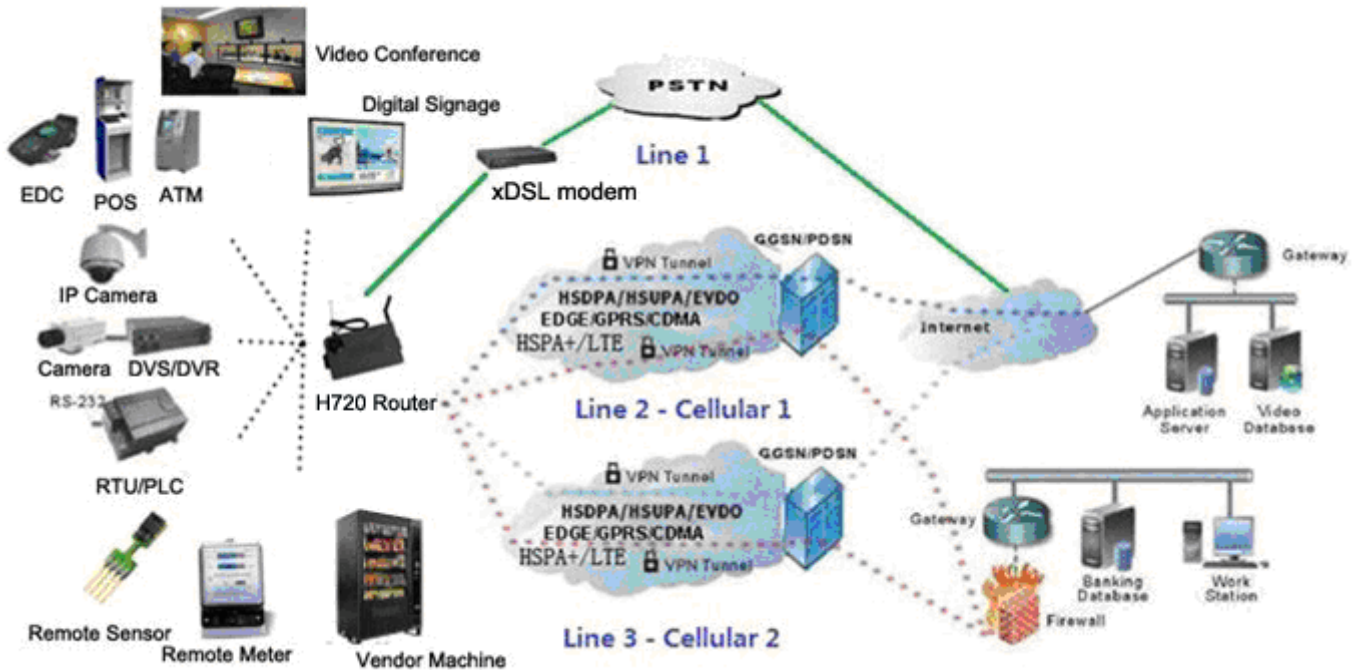 Video Conference
Digital Signage
EDC
POS
ATM
PSTN
Line 1
xDSL modem
IP Camera
Camera
DVS/DVR
RS-232
RTU/PLC
H720 Router
GGSN/PDSN
VPN Tunnel
HSDPA/HSUPA/EVDO
EDGE/GPRS/CDMA
HSPA+/LTE
VPN Tunnel
Line 2 - Cellular 1
Internet
Gateway
Application
Server
Video
Database
GGSN/PDSN
VPN Tunnel
HSDPA/HSUPA/EVDO
EDGE/GPRS/CDMA
HSPA+/LTE
VPN Tunnel
Line 3 - Cellular 2
Gateway
Firewall
Banking
Database
Work
Station
Remote Sensor
Remote Meter
Vendor Machine